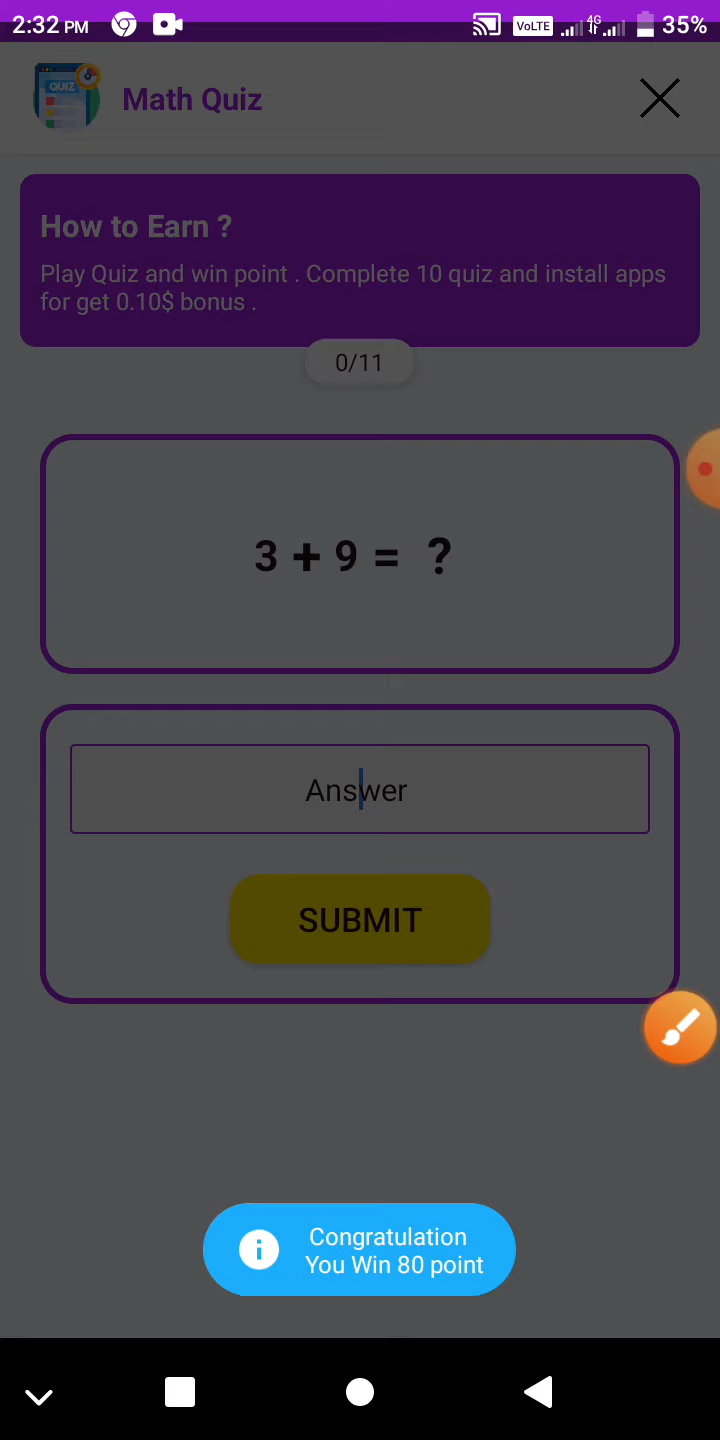 2:32 PM VoLTE 4G 35%
QUIZ
Math Quiz
How to Earn ?
Play Quiz and win point . Complete 10 quiz and install apps
for get 0.10$ bonus .
0/11
3 + 9 = ?
Answer
SUBMIT
Congratulation
You Win 80 point